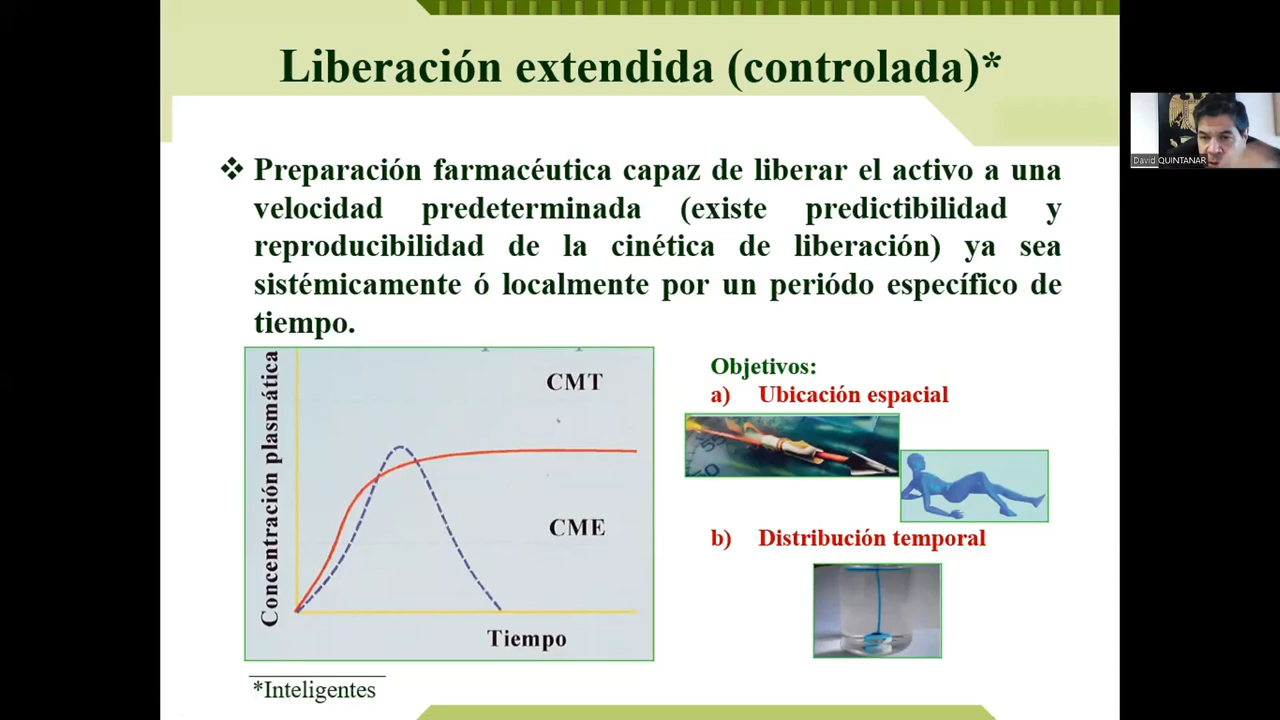 Liberación extendida (controlada)*
❖ Preparación farmacéutica capaz de liberar el activo a una
velocidad predeterminada (existe predictibilidad y
reproducibilidad de la cinética de liberación) ya sea
sistémicamente ó localmente por un periódo específico de
tiempo.
Concentración plasmática
CMT
CME
Tiempo
Objetivos:
a) Ubicación espacial
b) Distribución temporal
*Inteligentes
David QUINTANAR